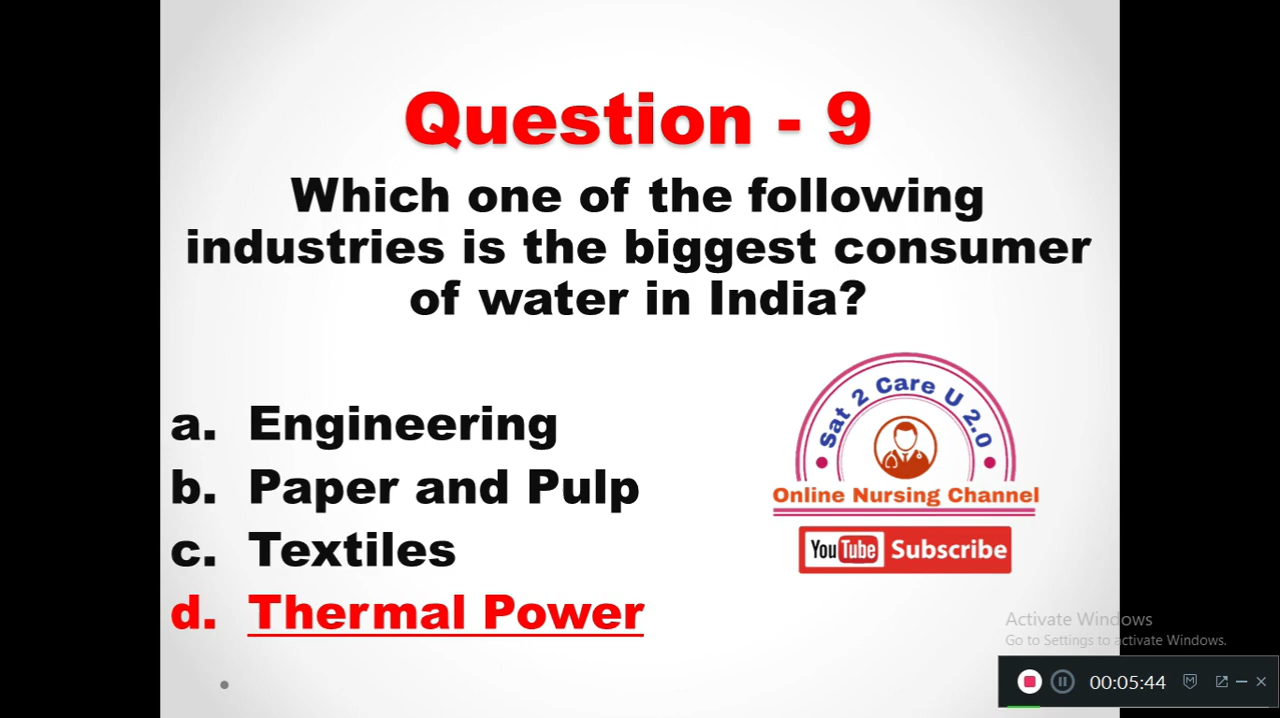 Question - 9
Which one of the following
industries is the biggest consumer
of water in India?
a. Engineering
b. Paper and Pulp
c. Textiles
d. Thermal Power
Sat 2 Care U 2.0
Online Nursing Channel
YouTube Subscribe
Activate Windows
Go to Settings to activate Windows.
00:05:44